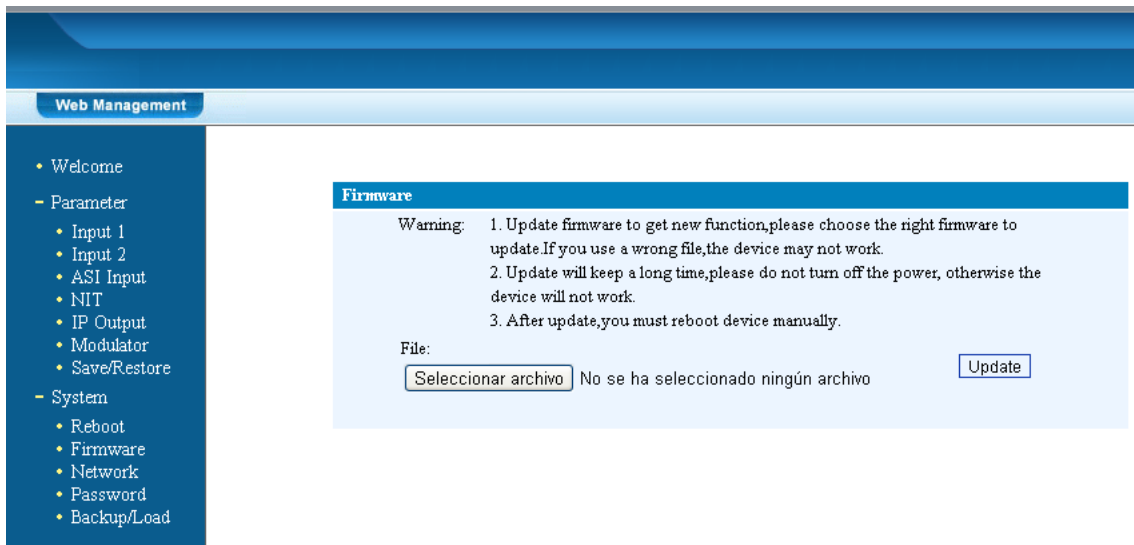 Web Management
Welcome
Parameter
Input 1
Input 2
ASI Input
NIT
IP Output
Modulator
Save/Restore
System
Reboot
Firmware
Network
Password
Backup/Load
Firmware
Warning: 1. Update firmware to get new function,please choose the right firmware to
update.If you use a wrong file,the device may not work.
2. Update will keep a long time,please do not turn off the power, otherwise the
device will not work.
3. After update,you must reboot device manually.
File:
Seleccionar archivo No se ha seleccionado ningún archivo Update